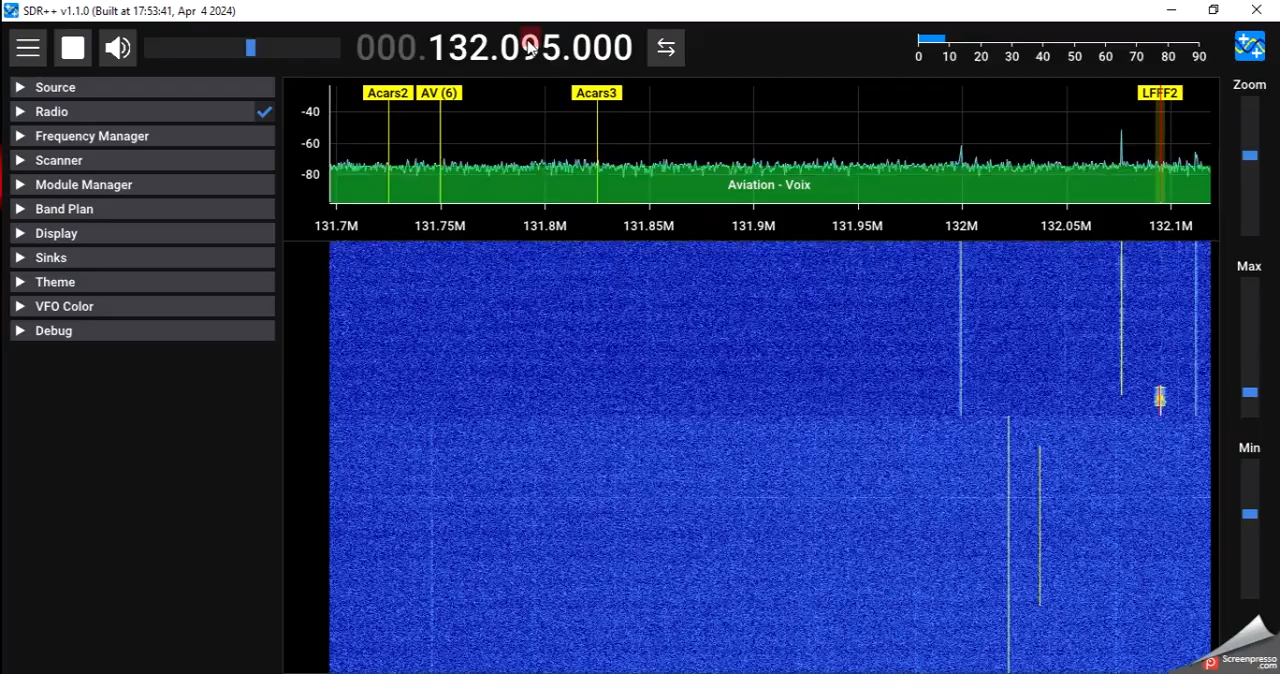 SDR++ v1.1.0 (Built at 17:53:41, Apr 4 2024)
000.132.095.000
0 10 20 30 40 50 60 70 80 90
Source
Radio
Frequency Manager
Scanner
Module Manager
Band Plan
Display
Sinks
Theme
VFO Color
Debug
Acars2 AV (6) Acars3 LFFF2
-40
-60
-80
Aviation - Voix
131.7M 131.75M 131.8M 131.85M 131.9M 131.95M 132M 132.05M 132.1M
Zoom
Max
Min
Screenpresso
.com